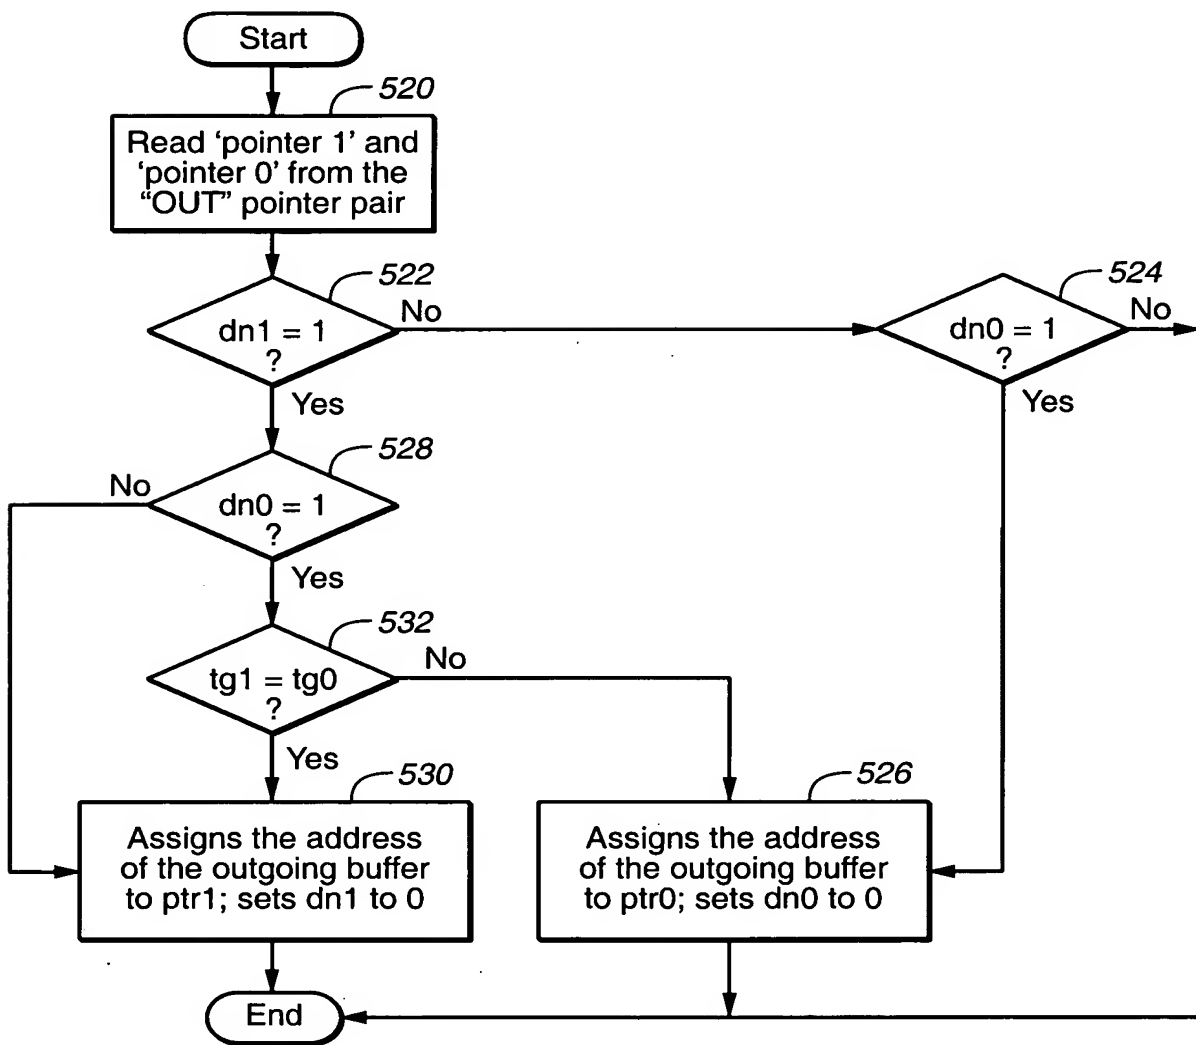 Start
520
Read ‘pointer 1’ and
‘pointer 0’ from the
“OUT” pointer pair
522
dn1 = 1
?
No
Yes
524
dn0 = 1
?
No
Yes
528
dn0 = 1
?
No
Yes
532
tg1 = tg0
?
No
Yes
530
Assigns the address
of the outgoing buffer
to ptr1; sets dn1 to 0
526
Assigns the address
of the outgoing buffer
to ptr0; sets dn0 to 0
End